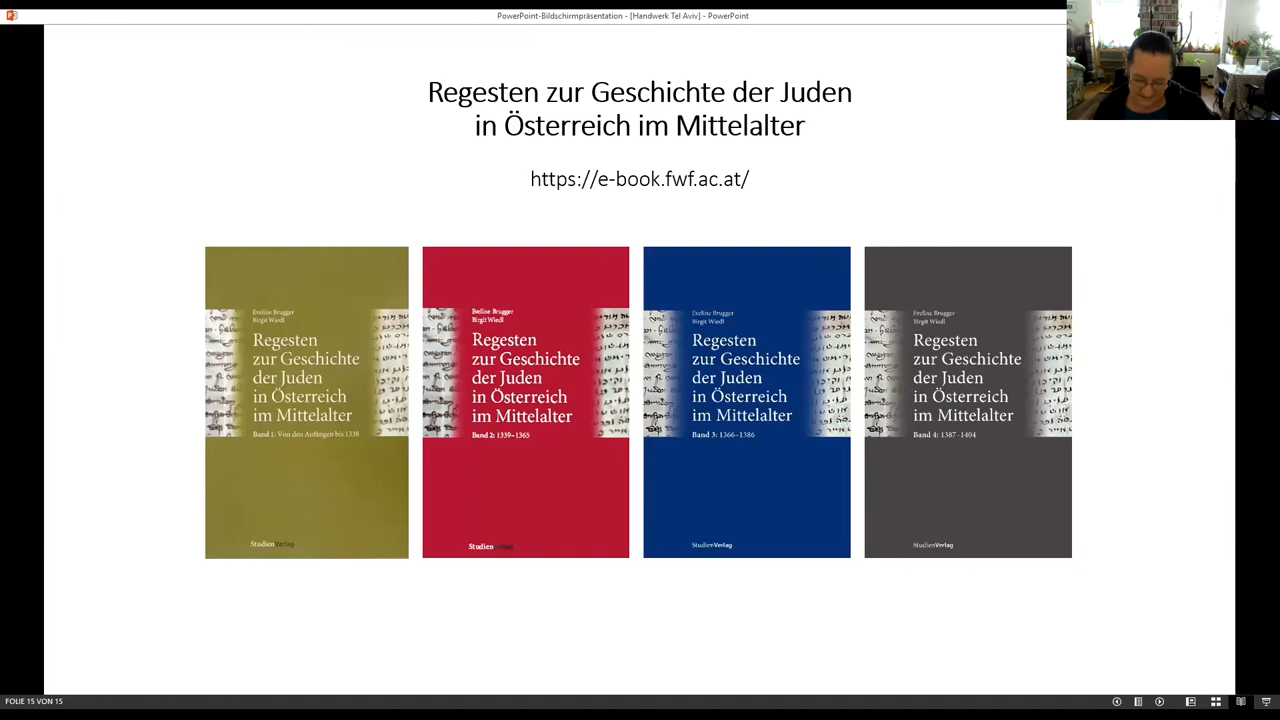 PowerPoint-Bildschirmpräsentation - [Handwerk Tel Aviv] - PowerPoint
Regesten zur Geschichte der Juden
in Österreich im Mittelalter
https://e-book.fwf.ac.at/
Eveline Brugger
Birgit Wiedl
Regesten
zur Geschichte
der Juden
in Österreich
im Mittelalter
Band 1: Von den Anfängen bis 1338
StudienVerlag
Eveline Brugger
Birgit Wiedl
Regesten
zur Geschichte
der Juden
in Österreich
im Mittelalter
Band 2: 1339–1365
StudienVerlag
Eveline Brugger
Birgit Wiedl
Regesten
zur Geschichte
der Juden
in Österreich
im Mittelalter
Band 3: 1366–1386
StudienVerlag
Eveline Brugger
Birgit Wiedl
Regesten
zur Geschichte
der Juden
in Österreich
im Mittelalter
Band 4: 1387–1404
StudienVerlag
FOLIE 15 VON 15